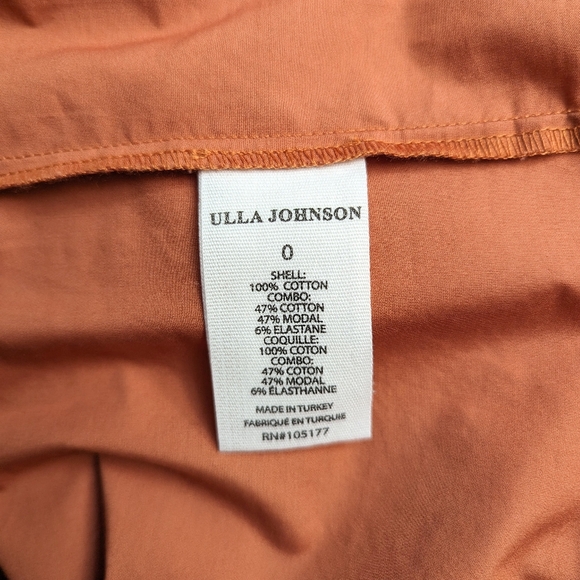 ULLA JOHNSON
0
SHELL:
100% COTTON
COMBO:
47% COTTON
47% MODAL
6% ELASTANE
COQUILLE:
100% COTON
COMBO:
47% COTON
47% MODAL
6% ÉLASTHANNE
MADE IN TURKEY
FABRIQUÉ EN TURQUIE
RN#105177